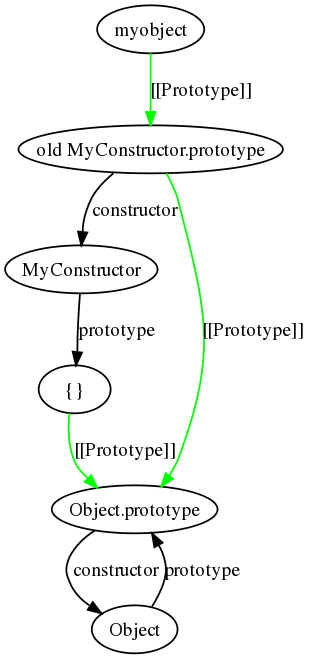 myobject
[[Prototype]]
old MyConstructor.prototype
constructor
MyConstructor
prototype
[[Prototype]]
{}
[[Prototype]]
Object.prototype
constructor
prototype
Object